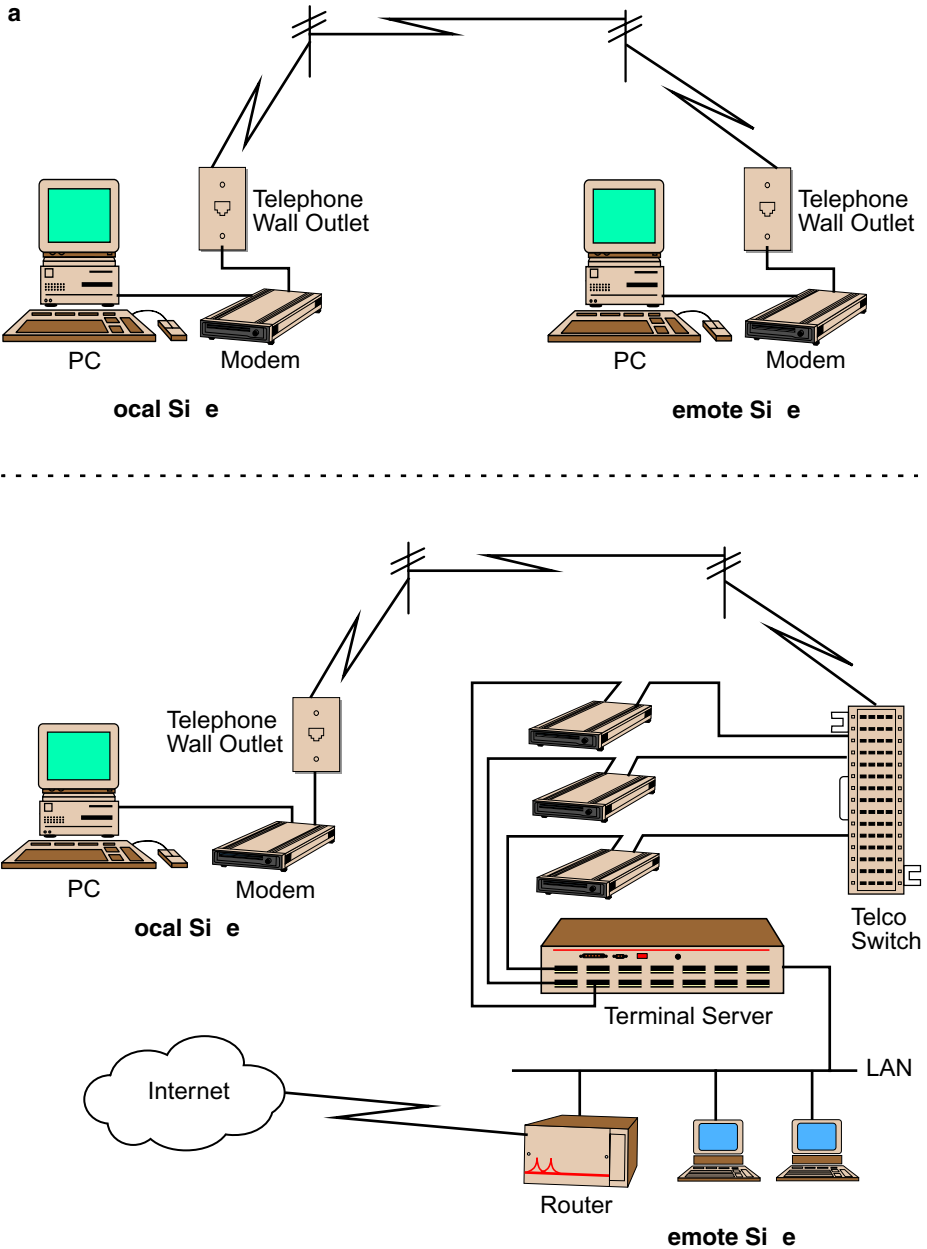 a
Telephone
Wall Outlet
Telephone
Wall Outlet
PC
Modem
PC
Modem
ocal Si e
emote Si e
Telephone
Wall Outlet
PC
Modem
ocal Si e
Telco
Switch
Terminal Server
LAN
Internet
Router
emote Si e